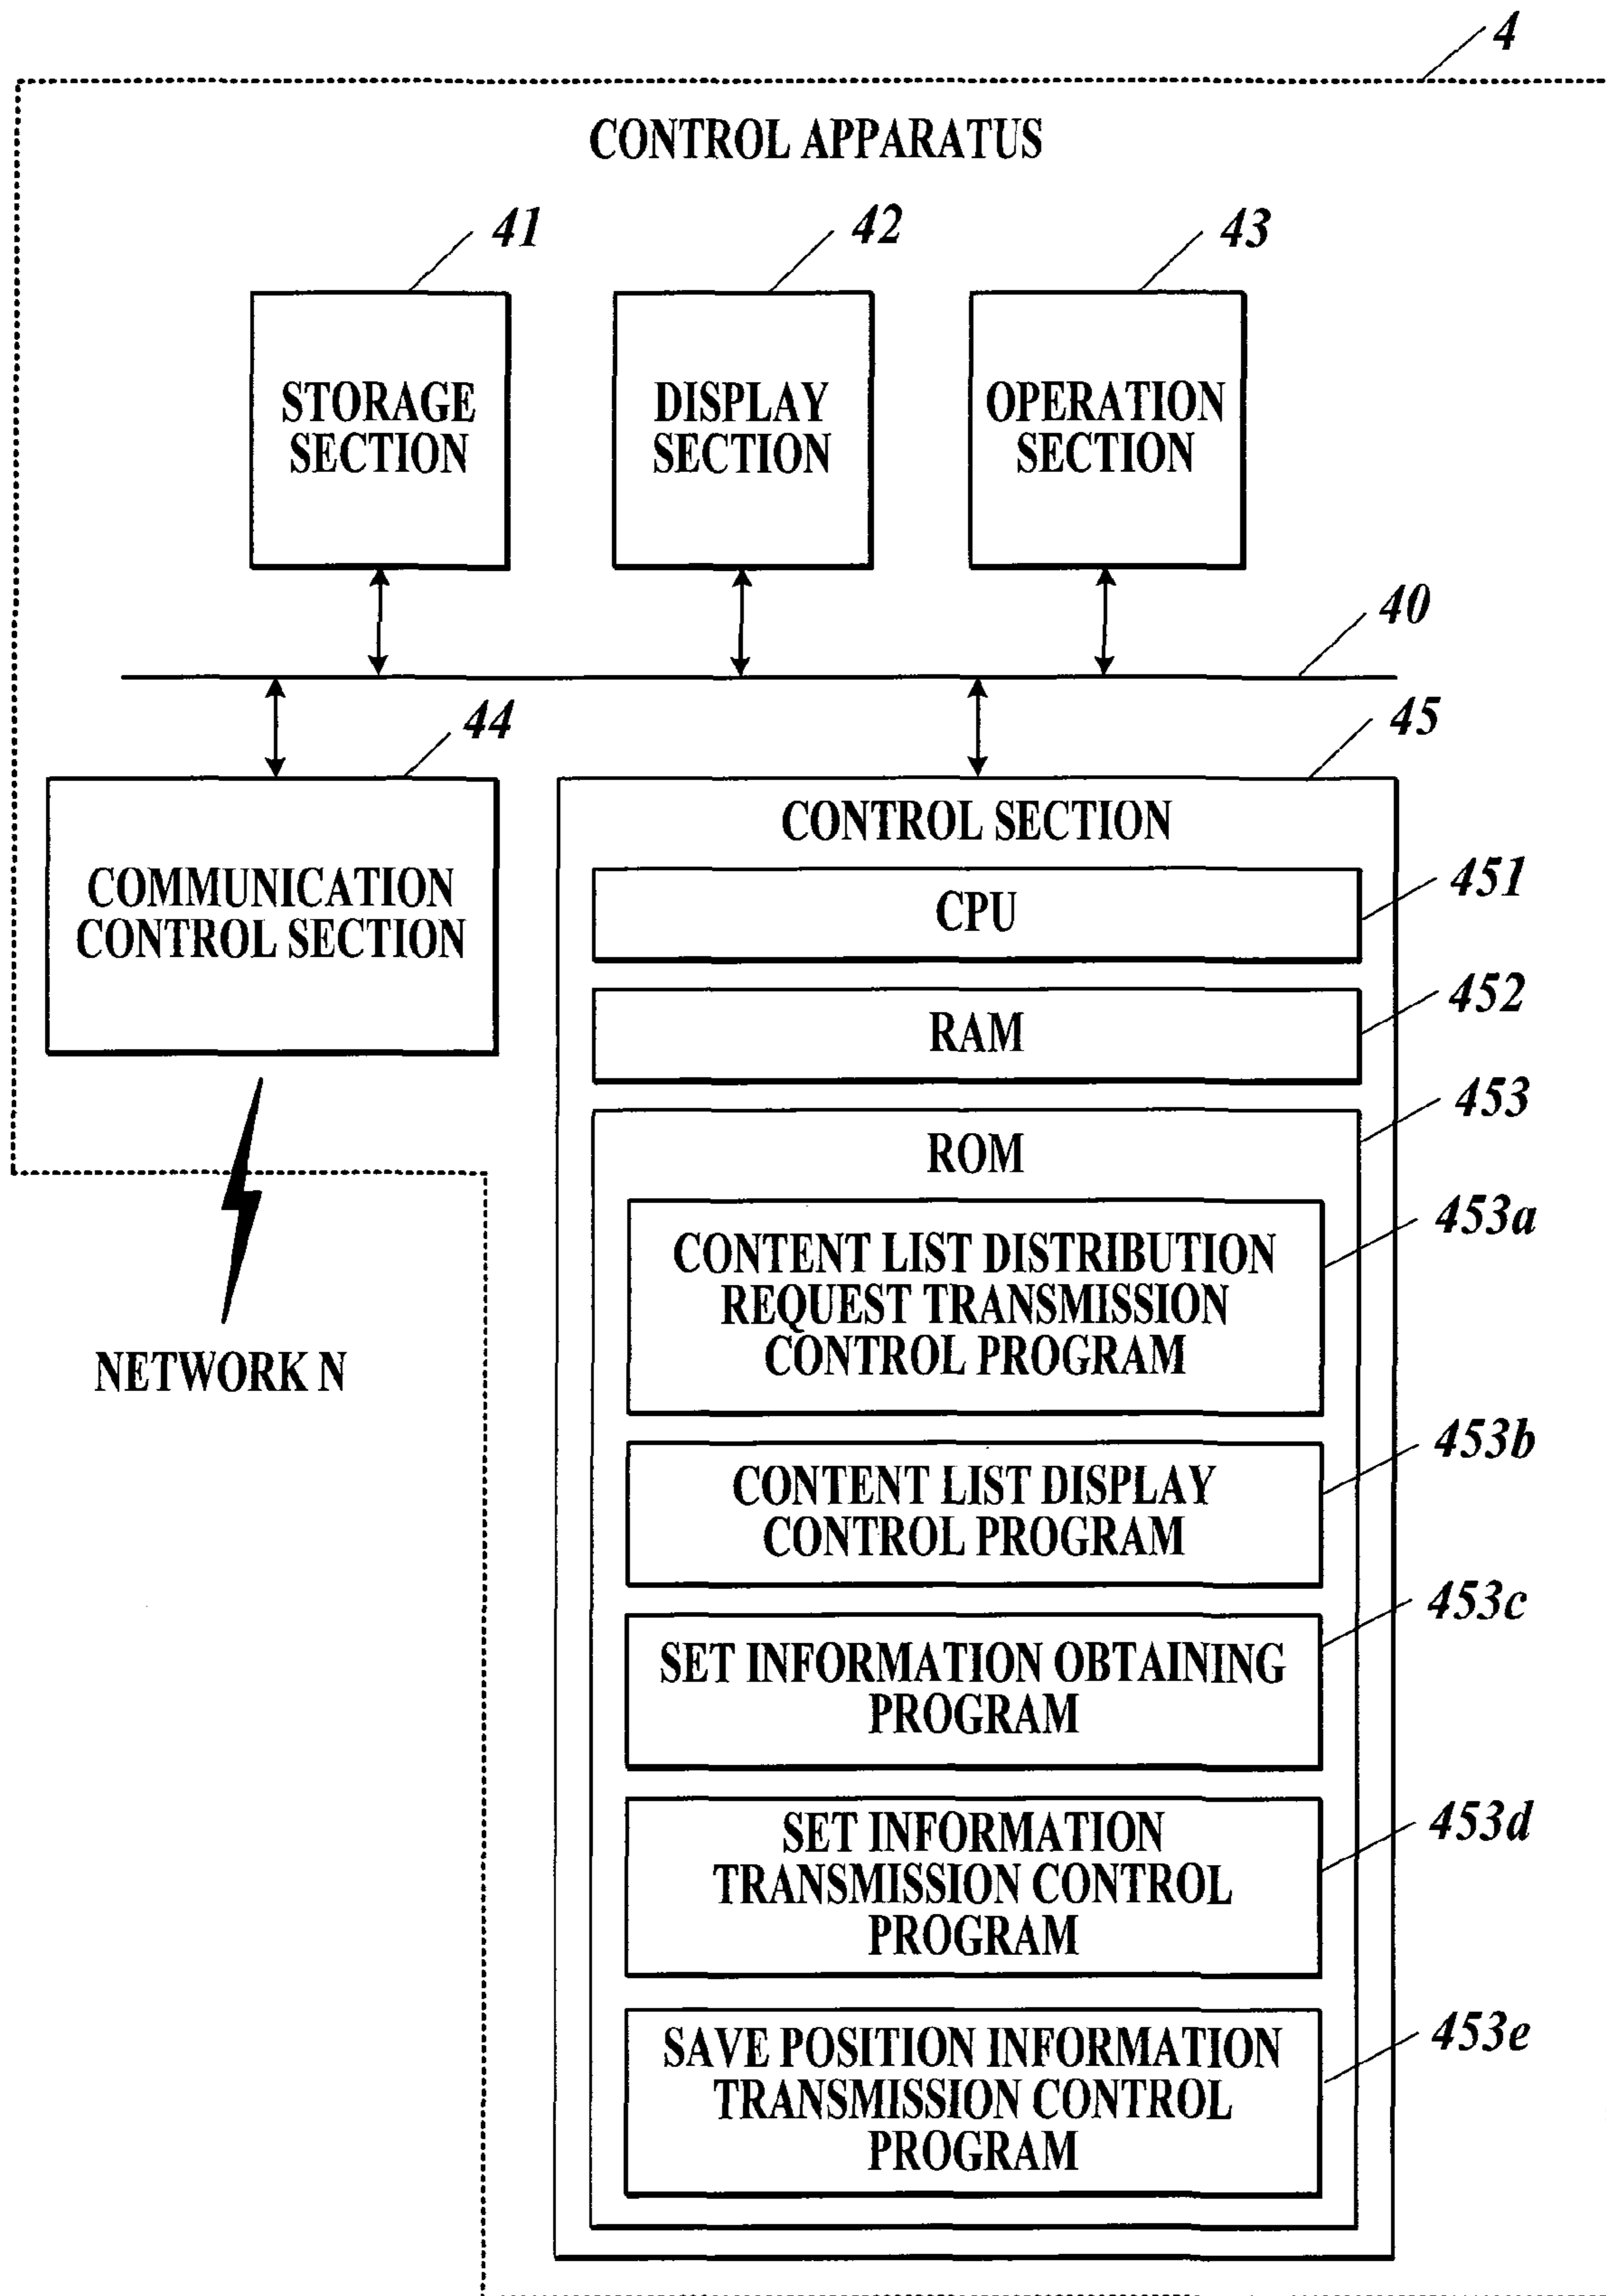 4
CONTROL APPARATUS
41
42
43
STORAGE
SECTION
DISPLAY
SECTION
OPERATION
SECTION
40
44
45
COMMUNICATION
CONTROL SECTION
CONTROL SECTION
CPU
451
RAM
452
453
ROM
453a
CONTENT LIST DISTRIBUTION
REQUEST TRANSMISSION
CONTROL PROGRAM
NETWORK N
453b
CONTENT LIST DISPLAY
CONTROL PROGRAM
453c
SET INFORMATION OBTAINING
PROGRAM
453d
SET INFORMATION
TRANSMISSION CONTROL
PROGRAM
453e
SAVE POSITION INFORMATION
TRANSMISSION CONTROL
PROGRAM